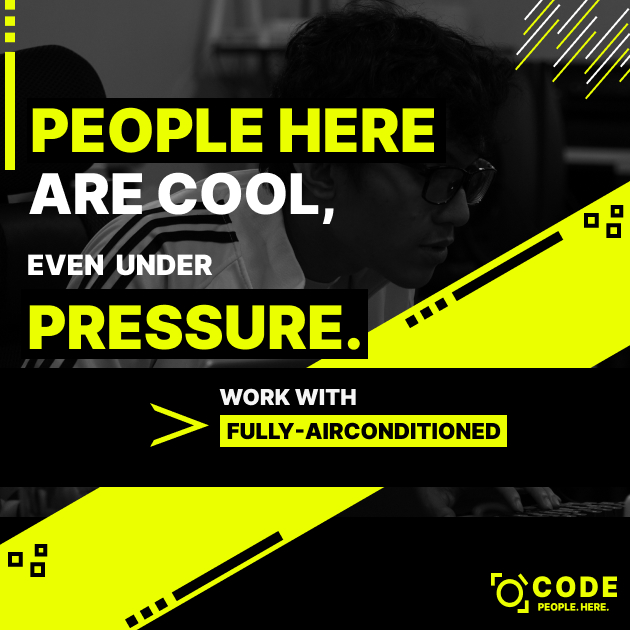 PEOPLE HERE
ARE COOL,
EVEN UNDER
PRESSURE.
WORK WITH
FULLY-AIRCONDITIONED
CODE
PEOPLE. HERE.